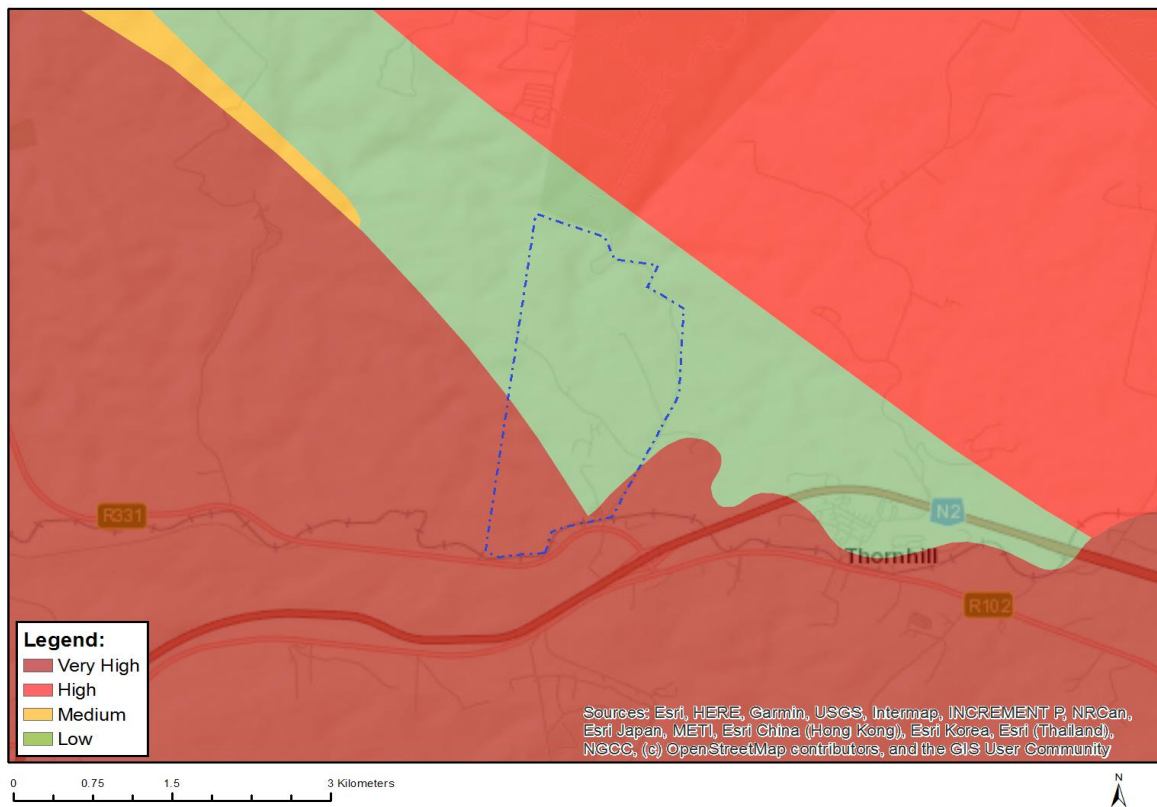 R331
N2
Thornhill
R102
Legend:
Very High
High
Medium
Low
Sources: Esri, HERE, Garmin, USGS, Intermap, INCREMENT P, NRCan,
Esri Japan, METI, Esri China (Hong Kong), Esri Korea, Esri (Thailand),
NGCC, (c) OpenStreetMap contributors, and the GIS User Community
0 0.75 1.5 3 Kilometers
N